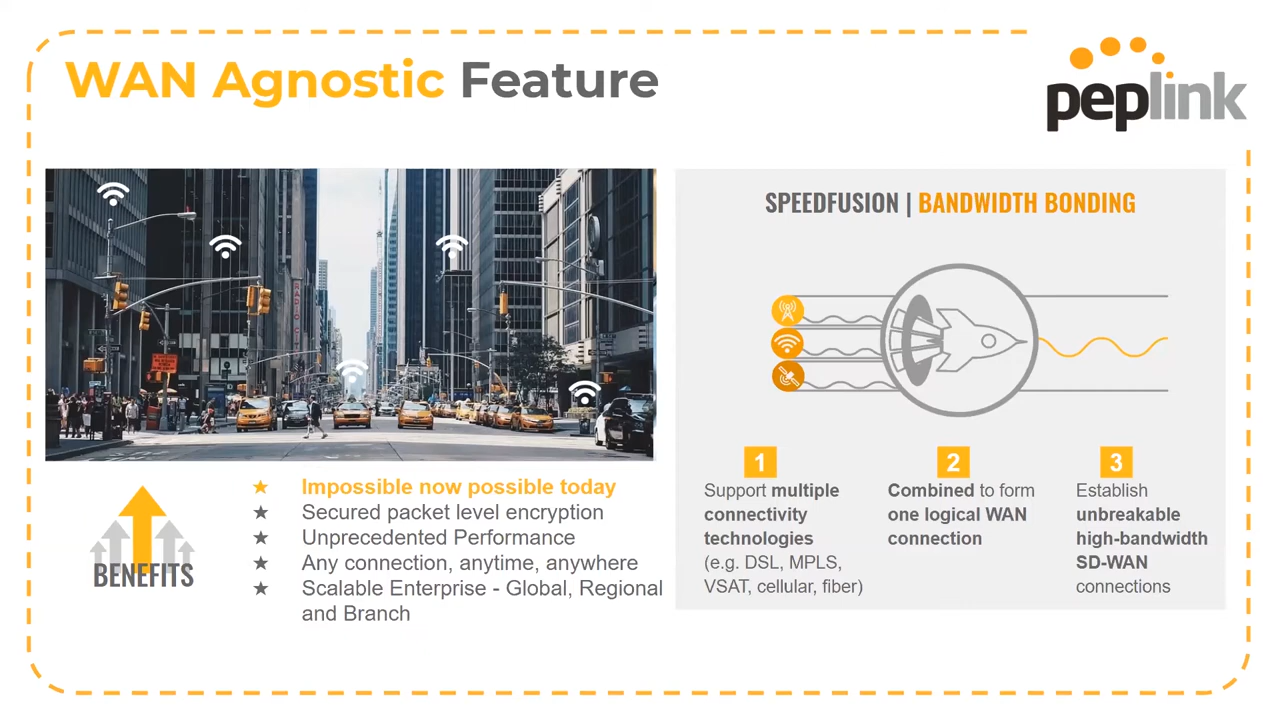 WAN Agnostic Feature
peplink
RADIO CITY
SPEEDFUSION | BANDWIDTH BONDING
BENEFITS
★ Impossible now possible today
★ Secured packet level encryption
★ Unprecedented Performance
★ Any connection, anytime, anywhere
★ Scalable Enterprise - Global, Regional
and Branch
1
Support multiple
connectivity
technologies
(e.g. DSL, MPLS,
VSAT, cellular, fiber)
2
Combined to form
one logical WAN
connection
3
Establish
unbreakable
high-bandwidth
SD-WAN
connections